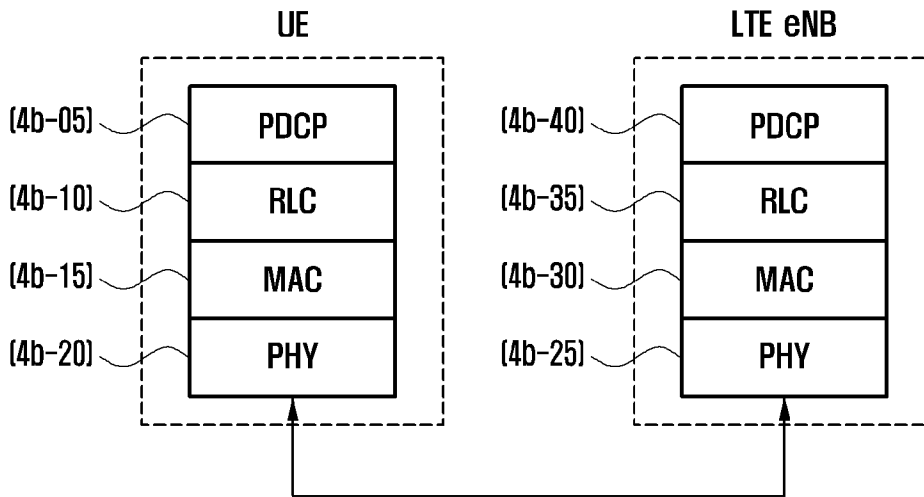 UE LTE eNB
(4b-05) PDCP (4b-40) PDCP
(4b-10) RLC (4b-35) RLC
(4b-15) MAC (4b-30) MAC
(4b-20) PHY (4b-25) PHY